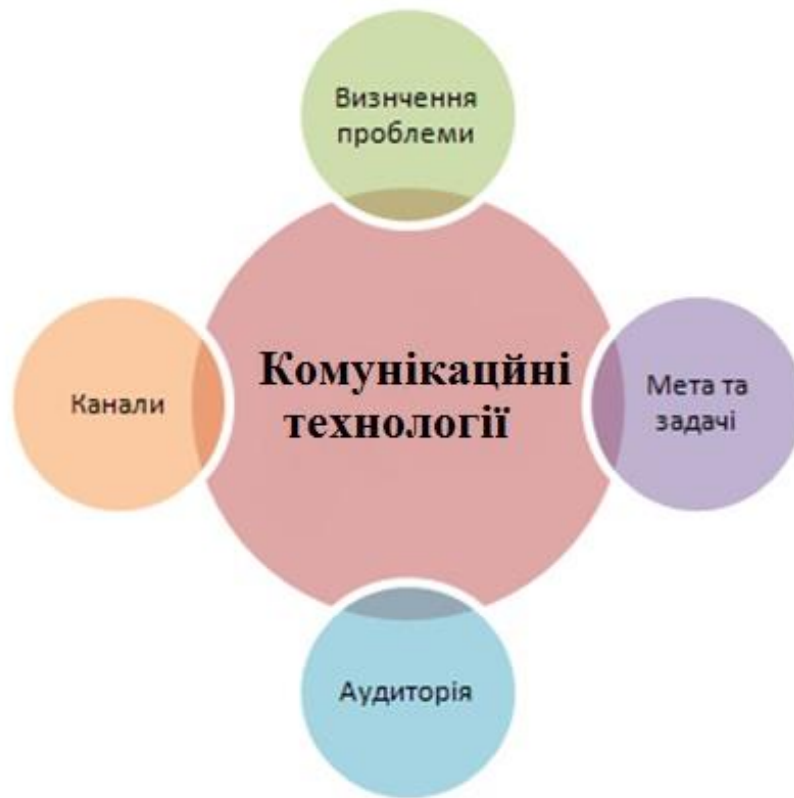 Визнчення
проблеми
Комунікаційні
технології
Мета та
задачі
Аудиторія
Канали